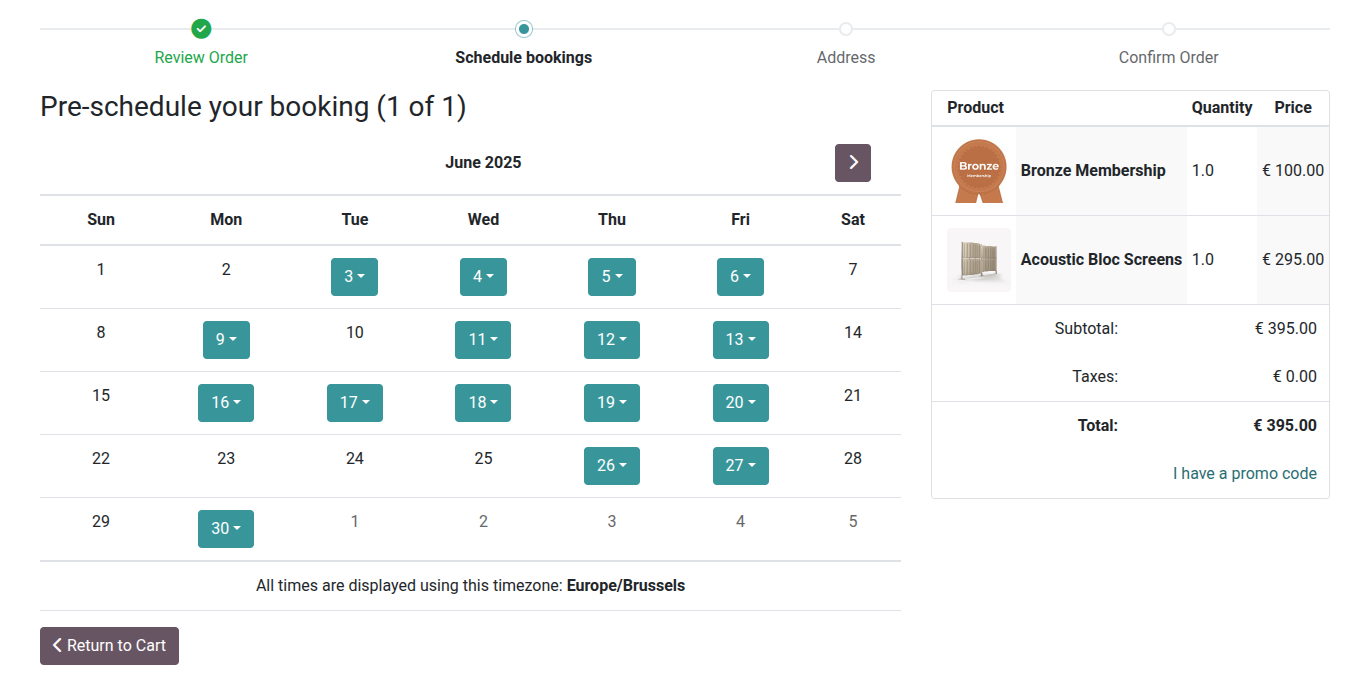 Review Order
Schedule bookings
Address
Confirm Order
Pre-schedule your booking (1 of 1)
June 2025
Sun Mon Tue Wed Thu Fri Sat
1 2 3 4 5 6 7
8 9 10 11 12 13 14
15 16 17 18 19 20 21
22 23 24 25 26 27 28
29 30 1 2 3 4 5
All times are displayed using this timezone: Europe/Brussels
Return to Cart
Product Quantity Price
Bronze
Membership
Bronze Membership 1.0 € 100.00
Acoustic Bloc Screens 1.0 € 295.00
Subtotal: € 395.00
Taxes: € 0.00
Total: € 395.00
I have a promo code